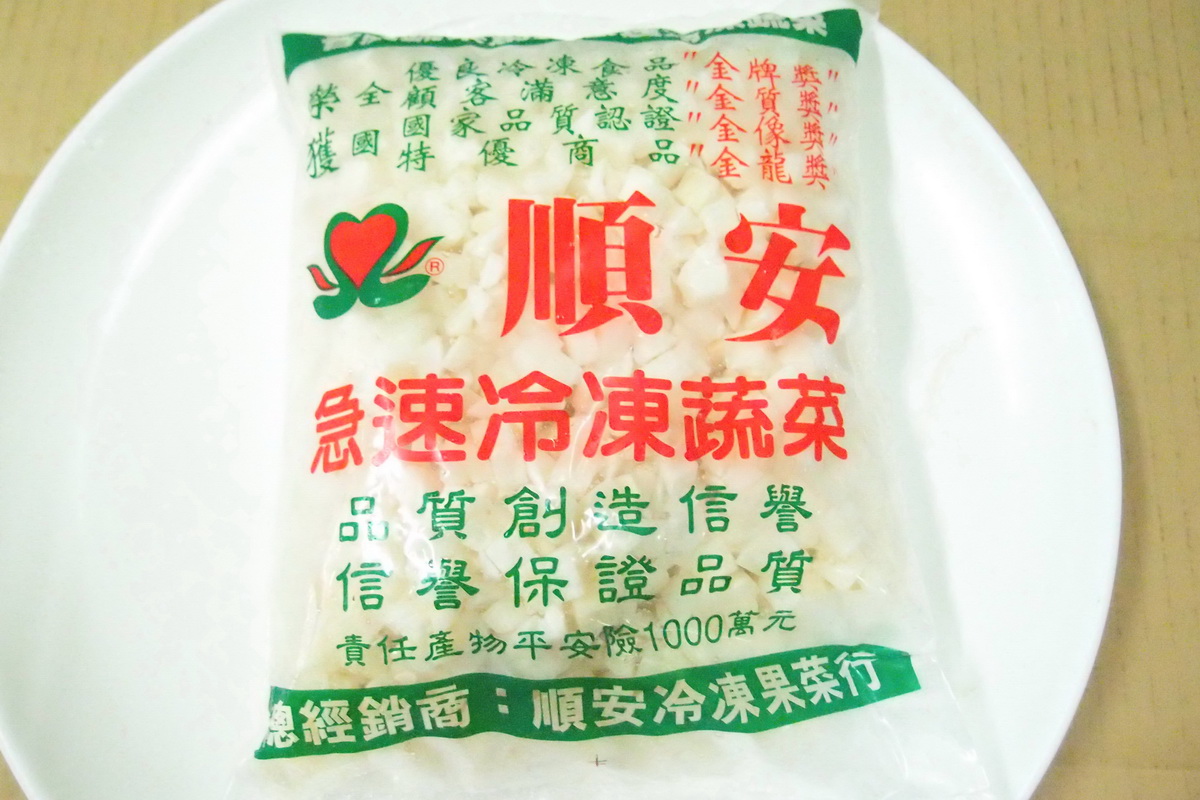 優良冷凍食品"金牌獎"
榮全顧客滿意度"金質獎"
獲國國家品質認證"金像獎"
特優商品"金龍獎"
®
順安
急速冷凍蔬菜
品質創造信譽
信譽保證品質
責任產物平安險1000萬元
總經銷商：順安冷凍果菜行